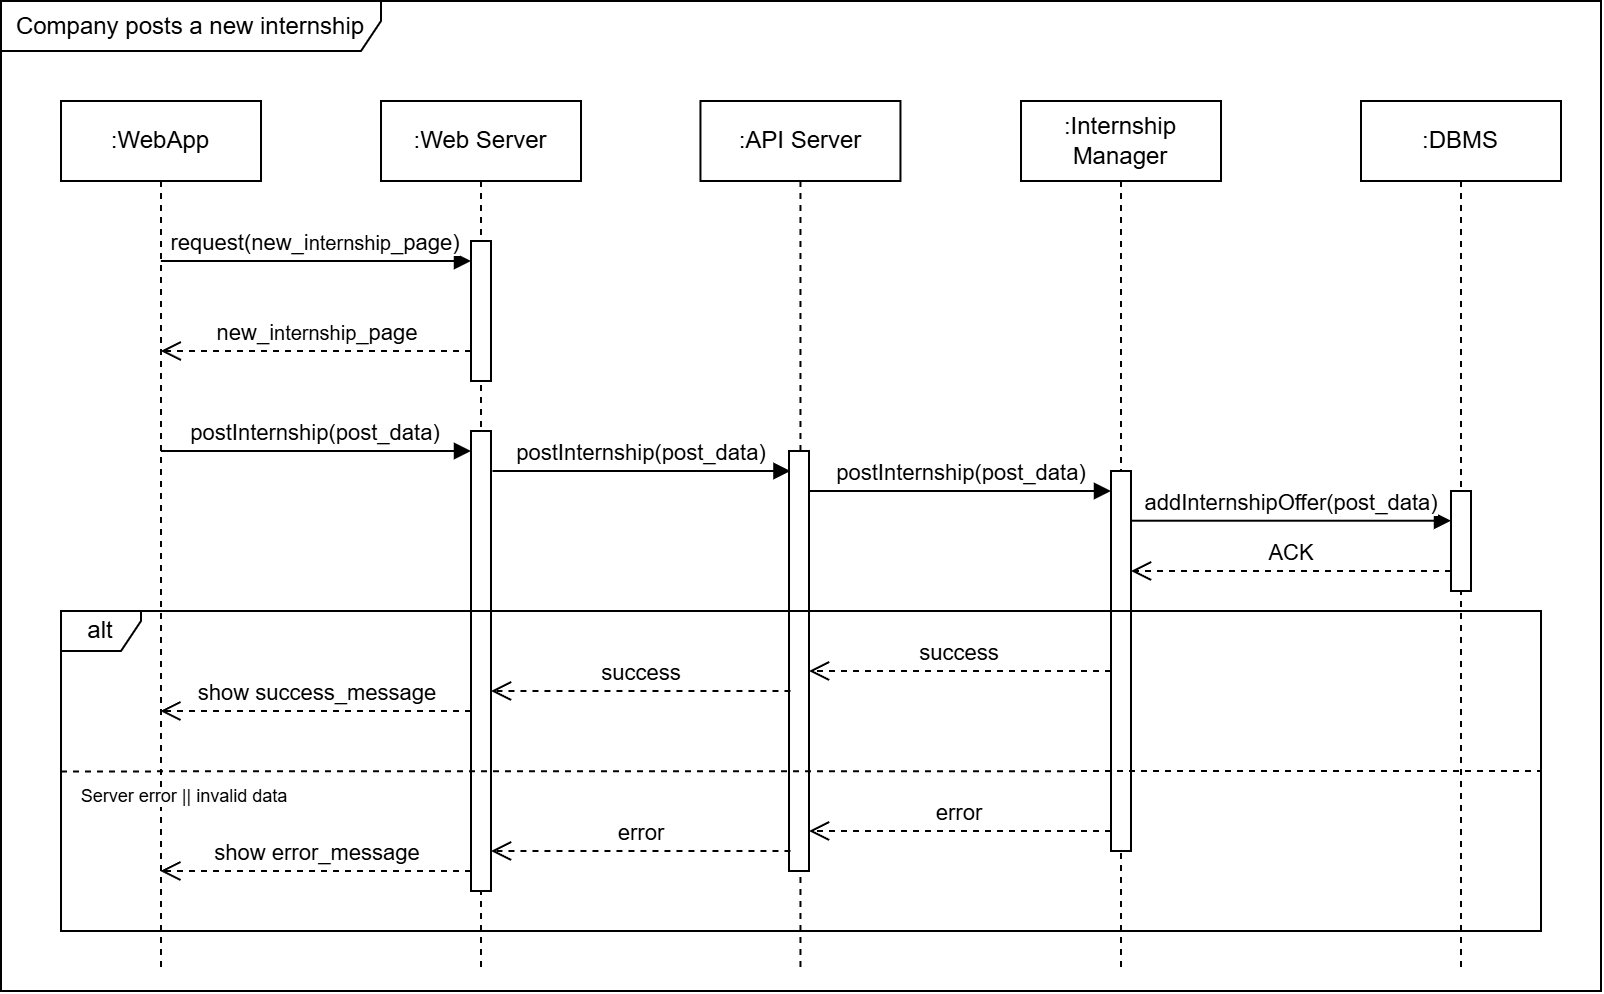 Company posts a new internship
:WebApp
:Web Server
:API Server
:Internship
Manager
:DBMS
request(new_internship_page)
new_internship_page
postInternship(post_data)
postInternship(post_data)
postInternship(post_data)
addInternshipOffer(post_data)
ACK
alt
success
success
show success_message
Server error || invalid data
error
error
show error_message